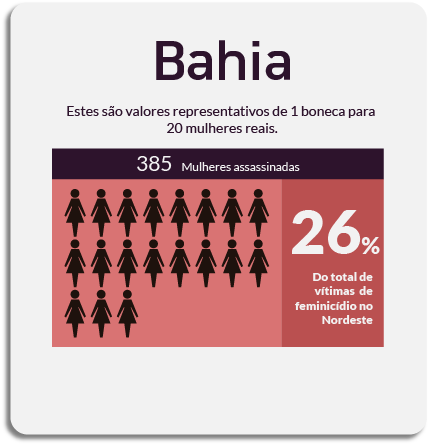 Bahia
Estes são valores representativos de 1 boneca para
20 mulheres reais.
385 Mulheres assassinadas
26%
Do total de
vítimas de
feminicídio no
Nordeste